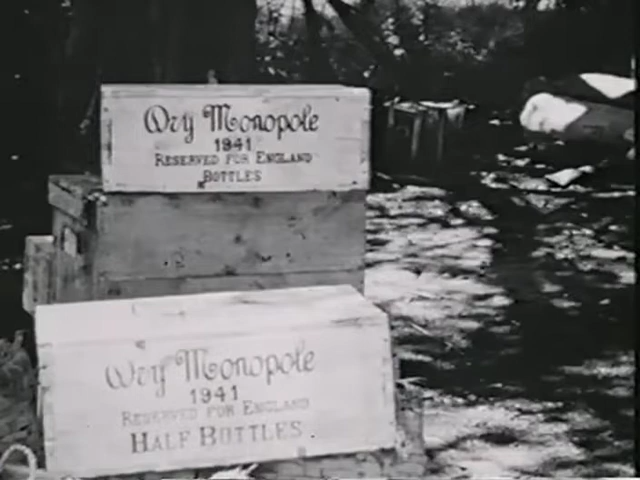 Dry Monopole
1941
RESERVED FOR ENGLAND
BOTTLES
Dry Monopole
1941
RESERVED FOR ENGLAND
HALF BOTTLES